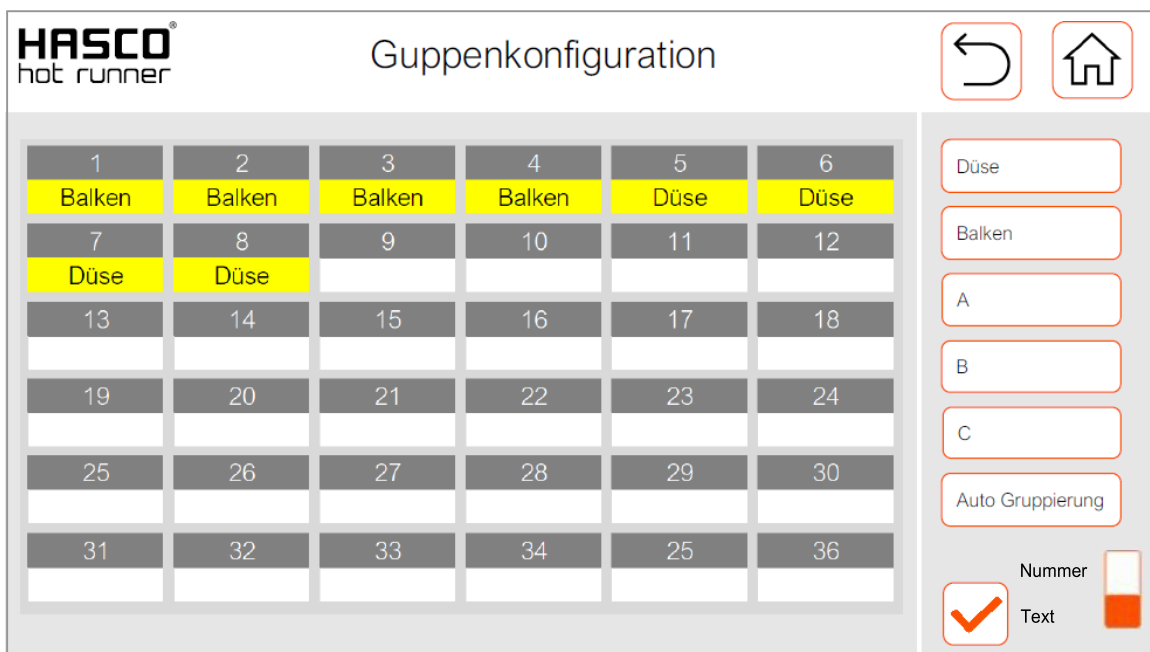 HASCO®
hot runner
Guppenkonfiguration
1 2 3 4 5 6
Balken Balken Balken Balken Düse Düse
7 8 9 10 11 12
Düse Düse
13 14 15 16 17 18
19 20 21 22 23 24
25 26 27 28 29 30
31 32 33 34 25 36
Düse
Balken
A
B
C
Auto Gruppierung
Nummer
Text